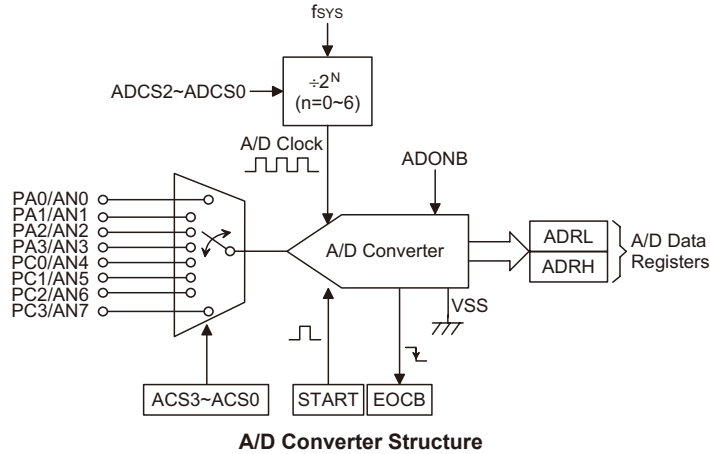 fSYS
÷2ᴺ
(n=0~6)
ADCS2~ADCS0
A/D Clock
ADONB
PA0/AN0
PA1/AN1
PA2/AN2
PA3/AN3
PC0/AN4
PC1/AN5
PC2/AN6
PC3/AN7
A/D Converter
ADRL
ADRH
A/D Data
Registers
VSS
ACS3~ACS0
START
EOCB
A/D Converter Structure